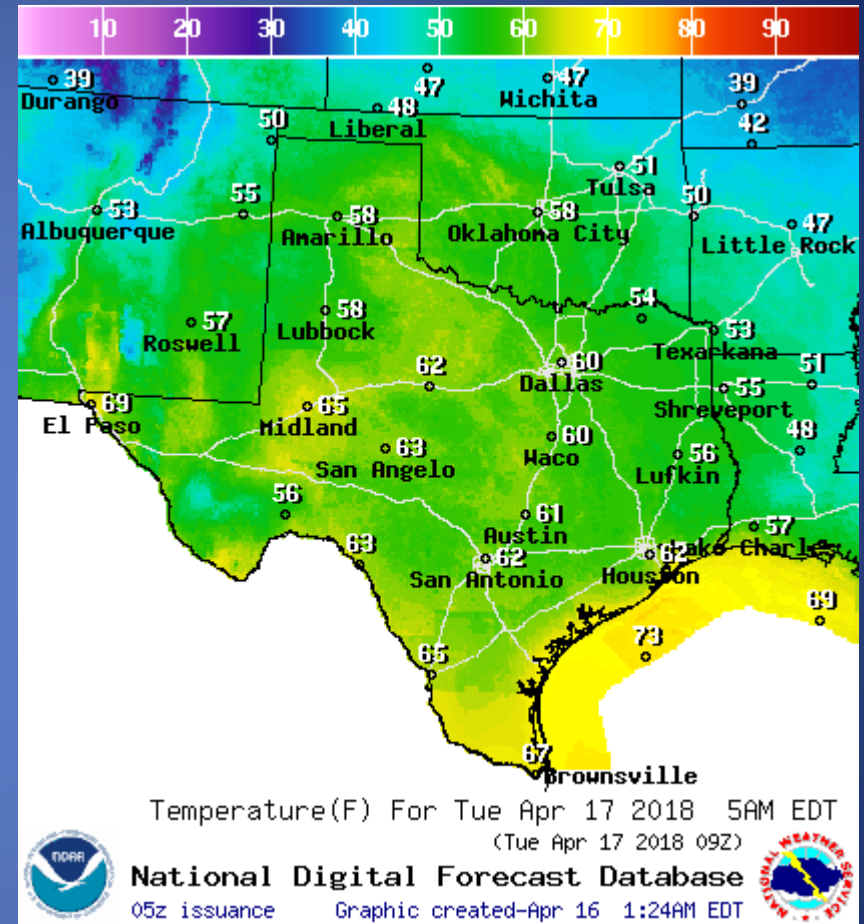 10 20 30 40 50 60 70 80 90
39 47 47 39
Durango Wichita
48
Liberal
50 42
51
Tulsa
53 55 58 58 50 47
Albuquerque Amarillo Oklahoma City Little Rock
57 58 54 53
Roswell Lubbock Texarkana
62 60 51
Dallas
69 65 55
El Paso Midland Shreveport
63 60 56 48
San Angelo Waco Lufkin
56 61 57
Austin Lake Charles
63 62 62
San Antonio Houston
69
73
65
67
Brownsville
Temperature(F) For Tue Apr 17 2018 5AM EDT
(Tue Apr 17 2018 09Z)
National Digital Forecast Database
05z issuance Graphic created-Apr 16 1:24AM EDT
NOAA
NATIONAL WEATHER SERVICE